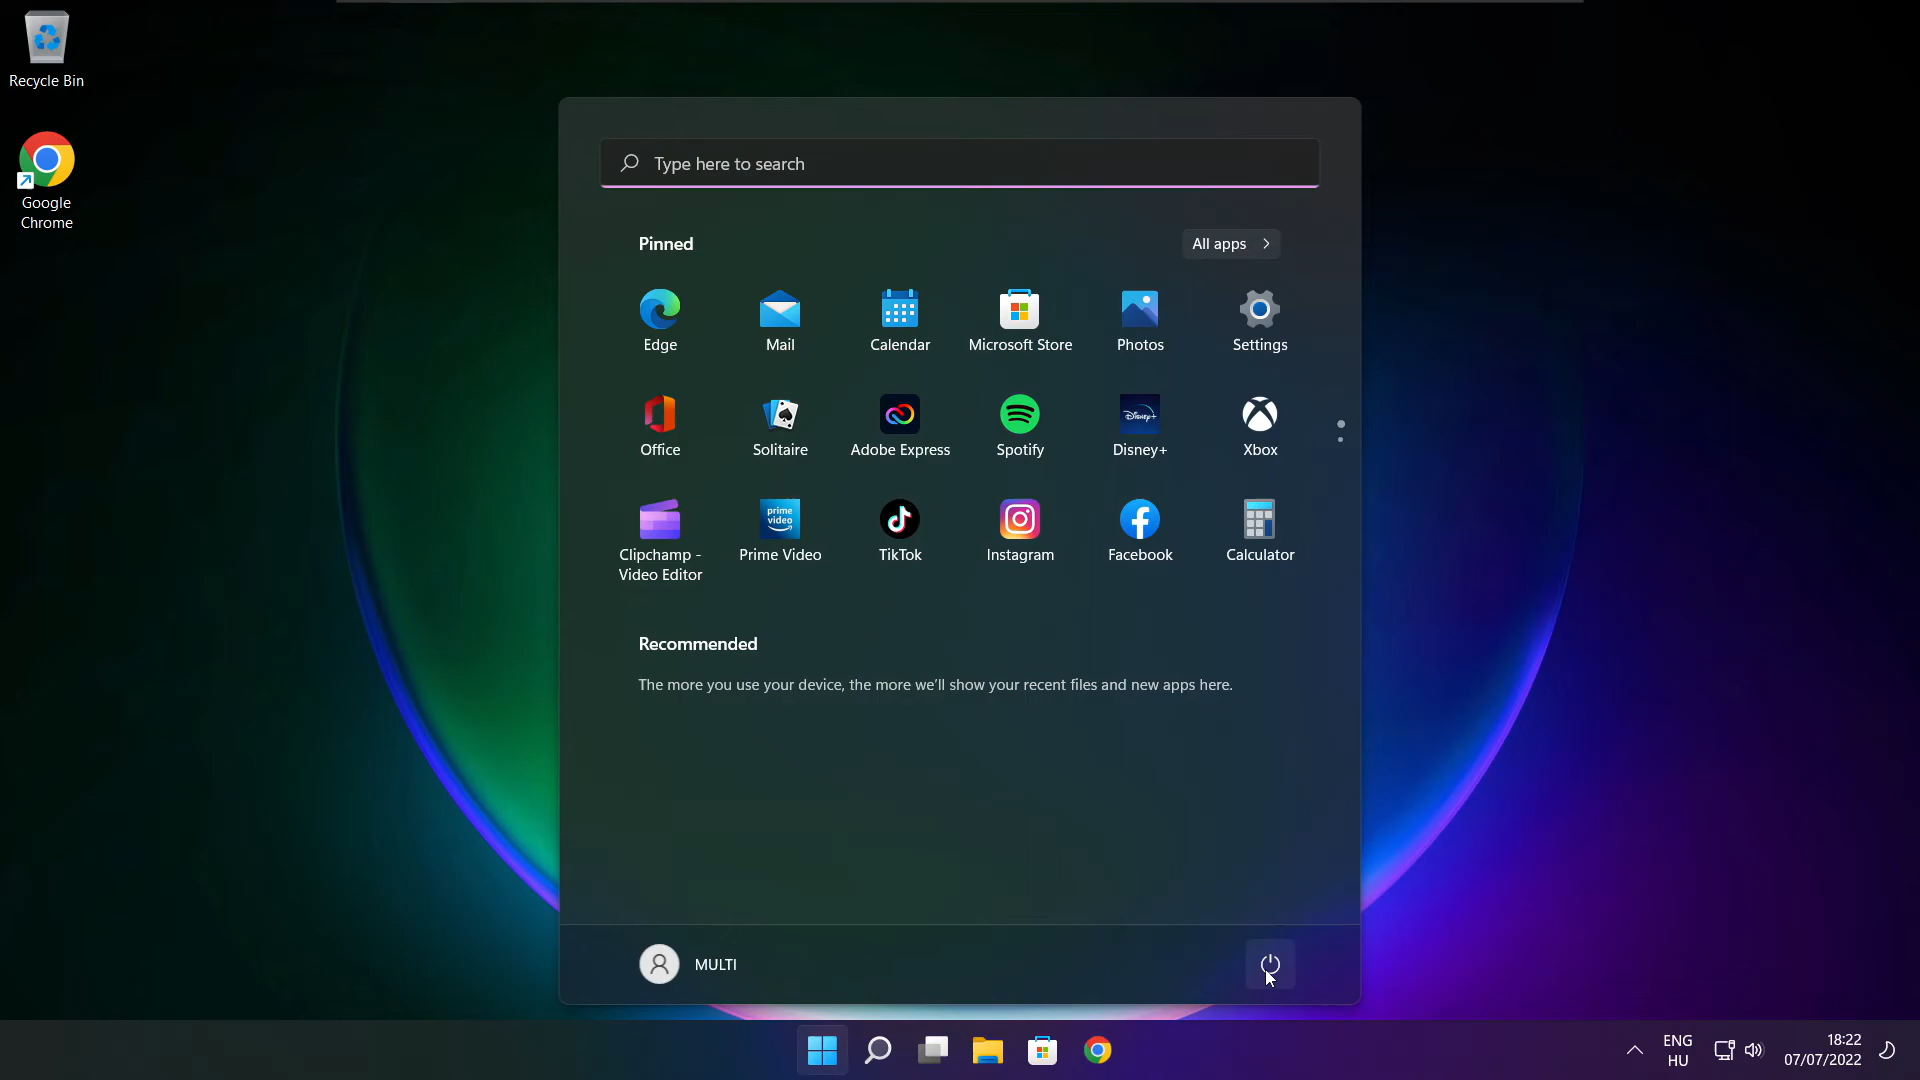 Recycle Bin
Google
Chrome
Type here to search
Pinned
All apps
Edge
Mail
Calendar
Microsoft Store
Photos
Settings
Office
Solitaire
Adobe Express
Spotify
Disney+
Disney+
Xbox
prime
video
Clipchamp -
Video Editor
Prime Video
TikTok
Instagram
Facebook
Calculator
Recommended
The more you use your device, the more we'll show your recent files and new apps here.
MULTI
ENG
HU
18:22
07/07/2022